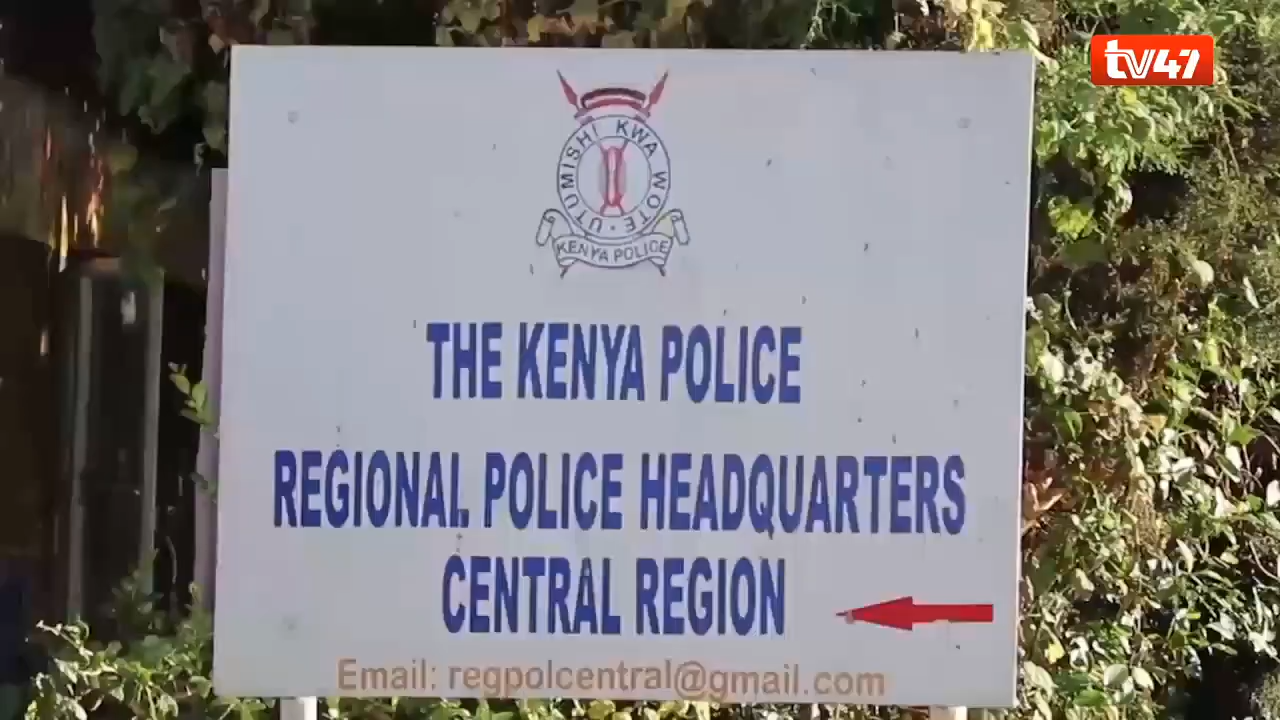 tv47
UTUMISHI KWA WOTE
KENYA POLICE
THE KENYA POLICE
REGIONAL POLICE HEADQUARTERS
CENTRAL REGION
Email: regpolcentral@gmail.com